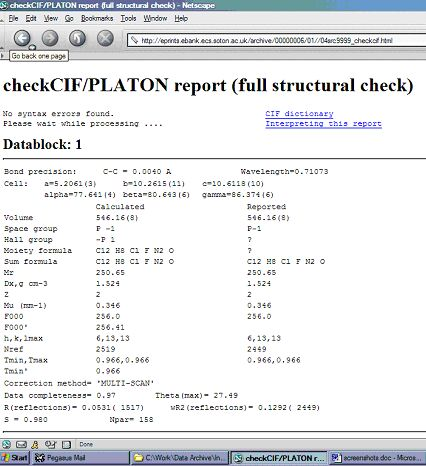 checkCIF/PLATON report (full structural check) - Netscape
File Edit View Go Bookmarks Tools Window Help
http://eprints.ebank.ecs.soton.ac.uk/archive/00000006/01//04src9999_checkcif.html
Go back one page
checkCIF/PLATON report (full structural check)
No syntax errors found. CIF dictionary
Please wait while processing .... Interpreting this report
Datablock: 1
Bond precision: C-C = 0.0040 A Wavelength=0.71073
Cell: a=5.2061(3) b=10.2615(11) c=10.6118(10)
alpha=77.641(4) beta=80.643(6) gamma=86.374(6)
Calculated Reported
Volume 546.16(8) 546.16(8)
Space group P -1 P-1
Hall group -P 1 ?
Moiety formula C12 H8 Cl F N2 O ?
Sum formula C12 H8 Cl F N2 O C12 H8 Cl F N2 O
Mr 250.65 250.65
Dx,g cm-3 1.524 1.524
Z 2 2
Mu (mm-1) 0.346 0.346
F000 256.0 256.0
F000' 256.41
h,k,lmax 6,13,13 6,13,13
Nref 2519 2449
Tmin,Tmax 0.966,0.966 0.966,0.966
Tmin' 0.966
Correction method= 'MULTI-SCAN'
Data completeness= 0.97 Theta(max)= 27.49
R(reflections)= 0.0531( 1517) wR2(reflections)= 0.1292( 2449)
S = 0.980 Npar= 158
Done
Start Pegasus Mail C:\Work\Data Archive\In... checkCIF/PLATON r... screenshots.doc - Micros...